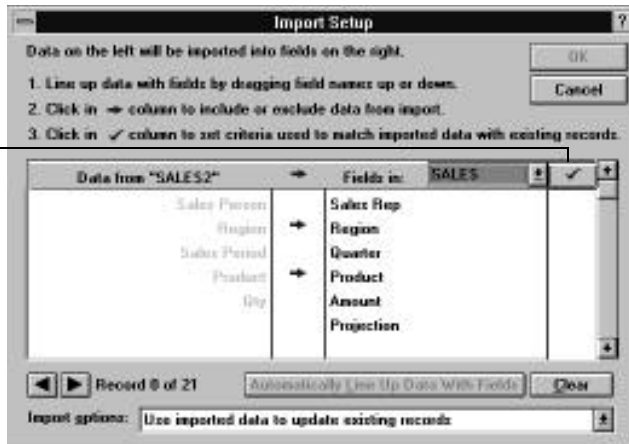 Import Setup ?
Data on the left will be imported into fields on the right.
OK
1. Line up data with fields by dragging field names up or down.
Cancel
2. Click in ➔ column to include or exclude data from import.
3. Click in ✓ column to set criteria used to match imported data with existing records.
Data from "SALES2" ➔ Fields in: SALES ✓
Sales Person Sales Rep
Region ➔ Region
Sales Period Quarter
Product ➔ Product
Qty Amount
Projection
Record 0 of 21 Automatically Line Up Data With Fields Clear
Import options: Use imported data to update existing records